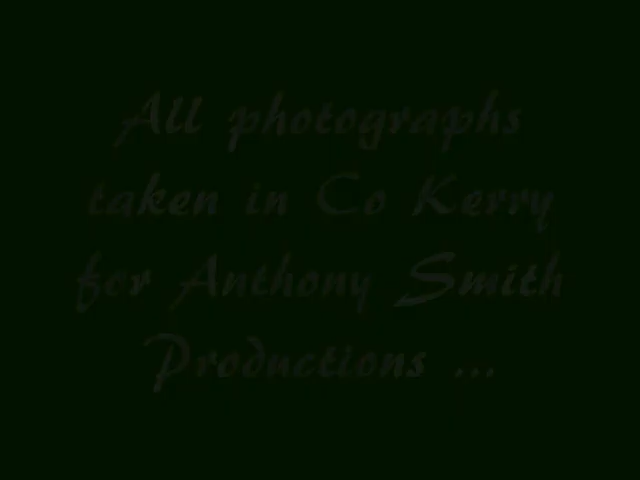 All photographs
taken in Co Kerry
for Anthony Smith
Productions ...